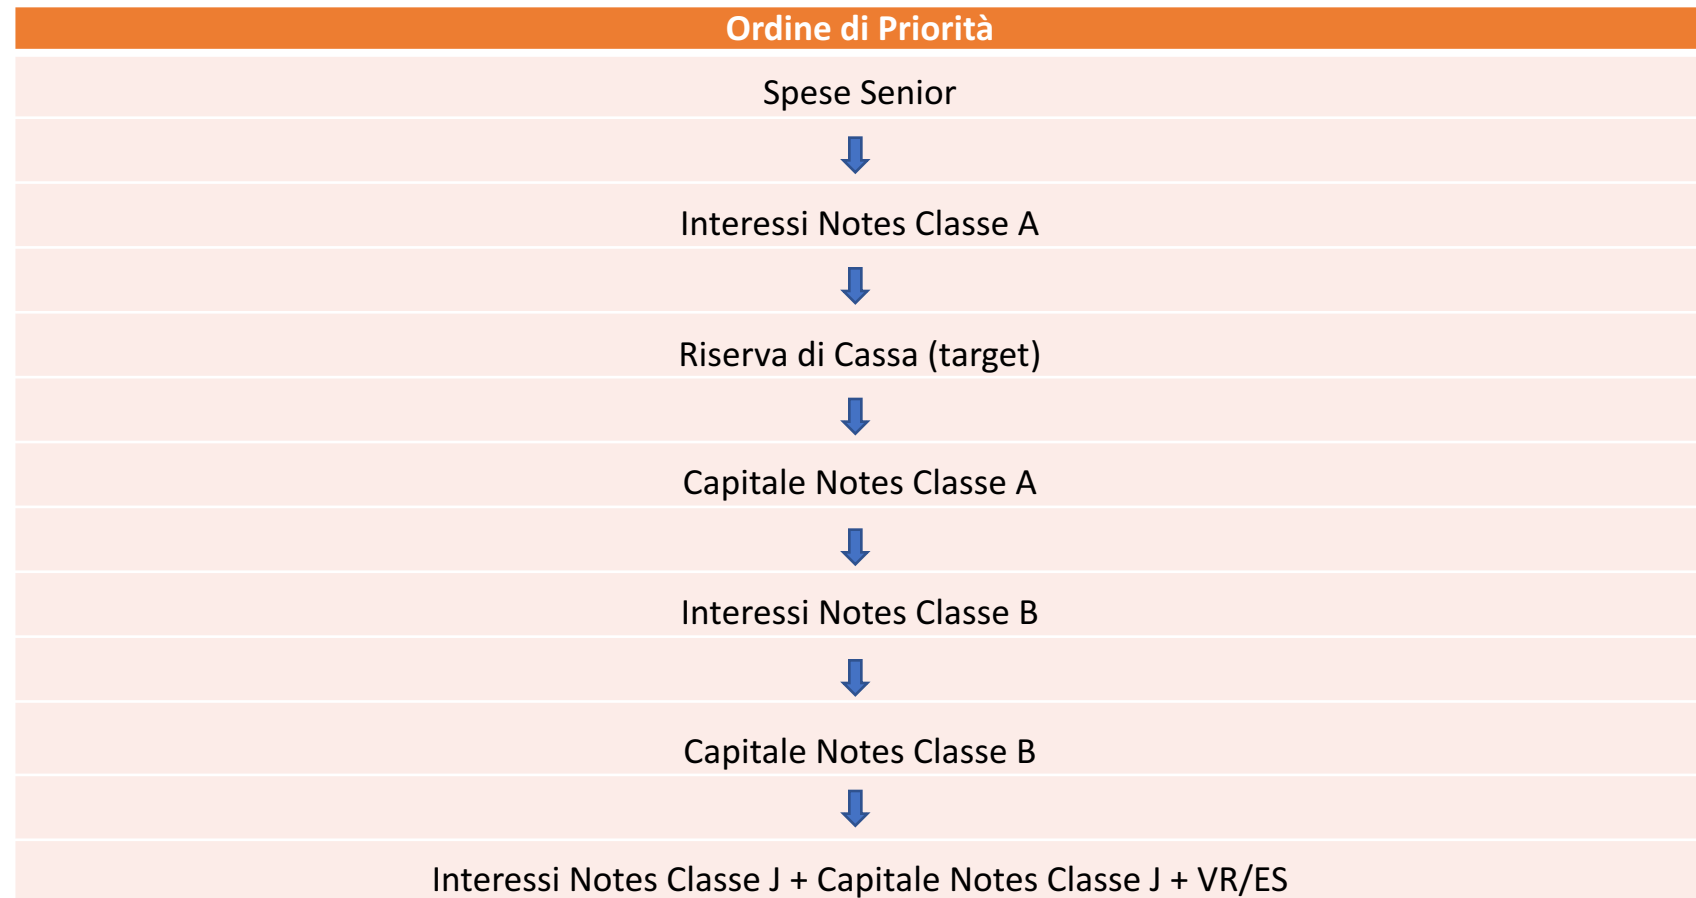 Ordine di Priorità
Spese Senior
Interessi Notes Classe A
Riserva di Cassa (target)
Capitale Notes Classe A
Interessi Notes Classe B
Capitale Notes Classe B
Interessi Notes Classe J + Capitale Notes Classe J + VR/ES